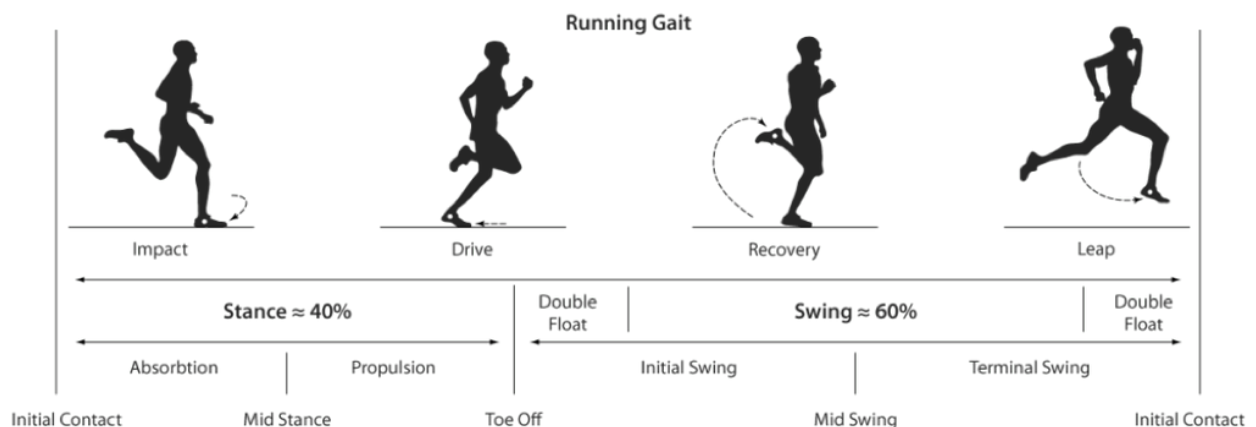 Running Gait
Impact
Drive
Recovery
Leap
Stance ≈ 40%
Double
Float
Swing ≈ 60%
Double
Float
Absorbtion
Propulsion
Initial Swing
Terminal Swing
Initial Contact
Mid Stance
Toe Off
Mid Swing
Initial Contact